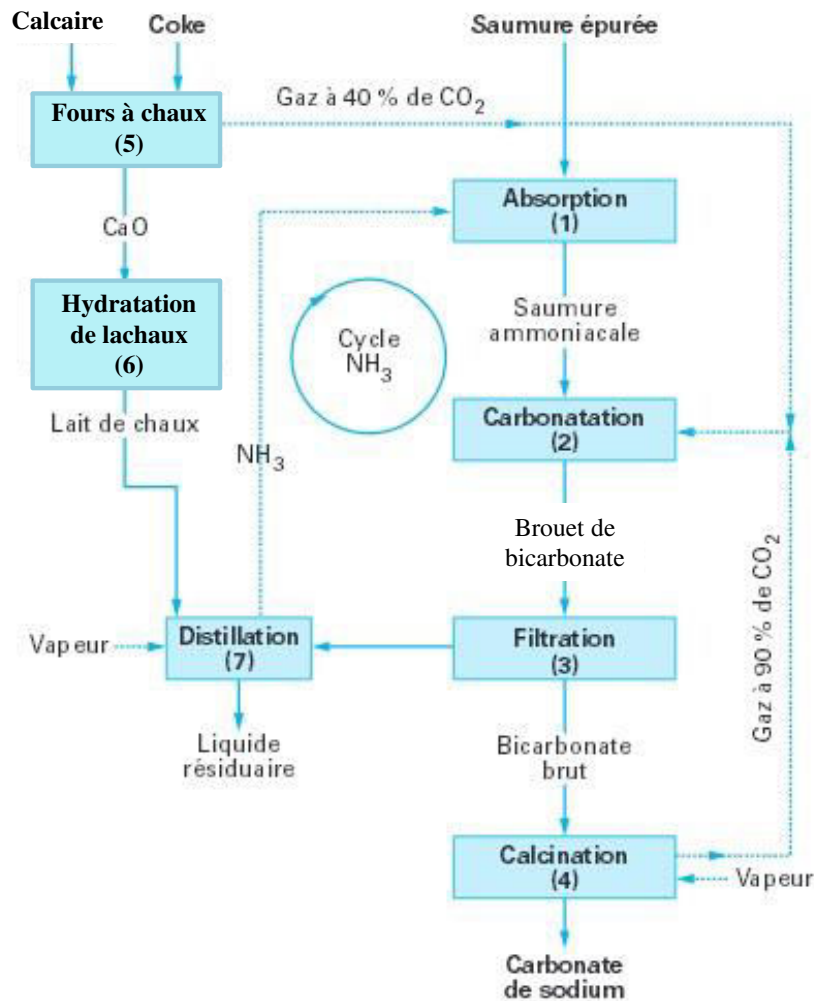 Calcaire
Coke
Saumure épurée
Fours à chaux
(5)
Gaz à 40 % de CO2
Absorption
(1)
CaO
Hydratation
de lachaux
(6)
Cycle
NH3
Saumure
ammoniacale
Lait de chaux
NH3
Carbonatation
(2)
Brouet de
bicarbonate
Gaz à 90 % de CO2
Vapeur
Distillation
(7)
Filtration
(3)
Liquide
résiduaire
Bicarbonate
brut
Calcination
(4)
Vapeur
Carbonate
de sodium